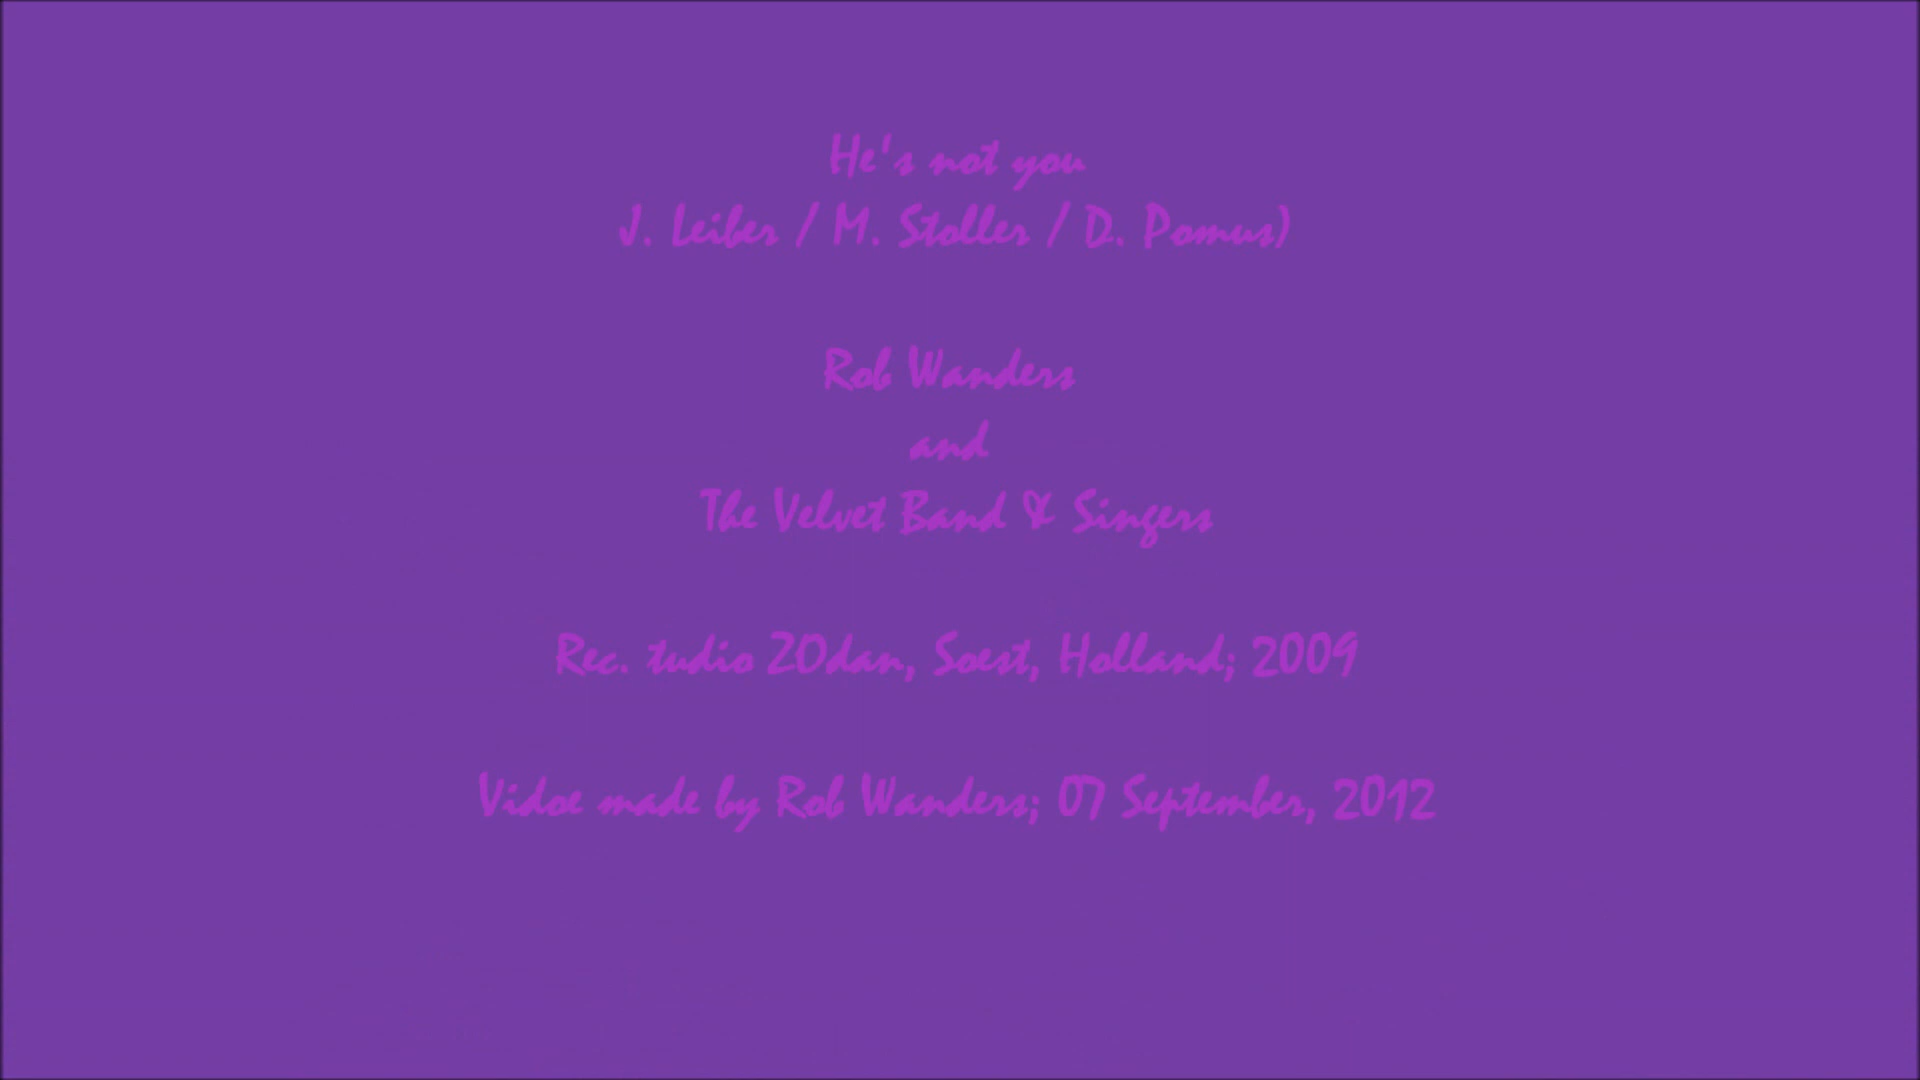 He's not you
J. Leiber / M. Stoller / D. Pomus)
Rob Wanders
and
The Velvet Band & Singers
Rec. tudio ZOdan, Soest, Holland; 2009
Vidoe made by Rob Wanders; 07 September, 2012